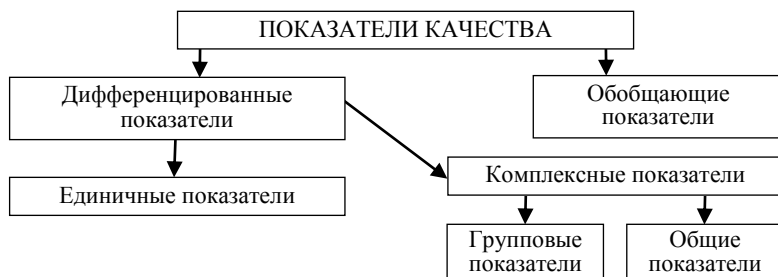 ПОКАЗАТЕЛИ КАЧЕСТВА
Дифференцированные
показатели
Обобщающие
показатели
Единичные показатели
Комплексные показатели
Групповые
показатели
Общие
показатели